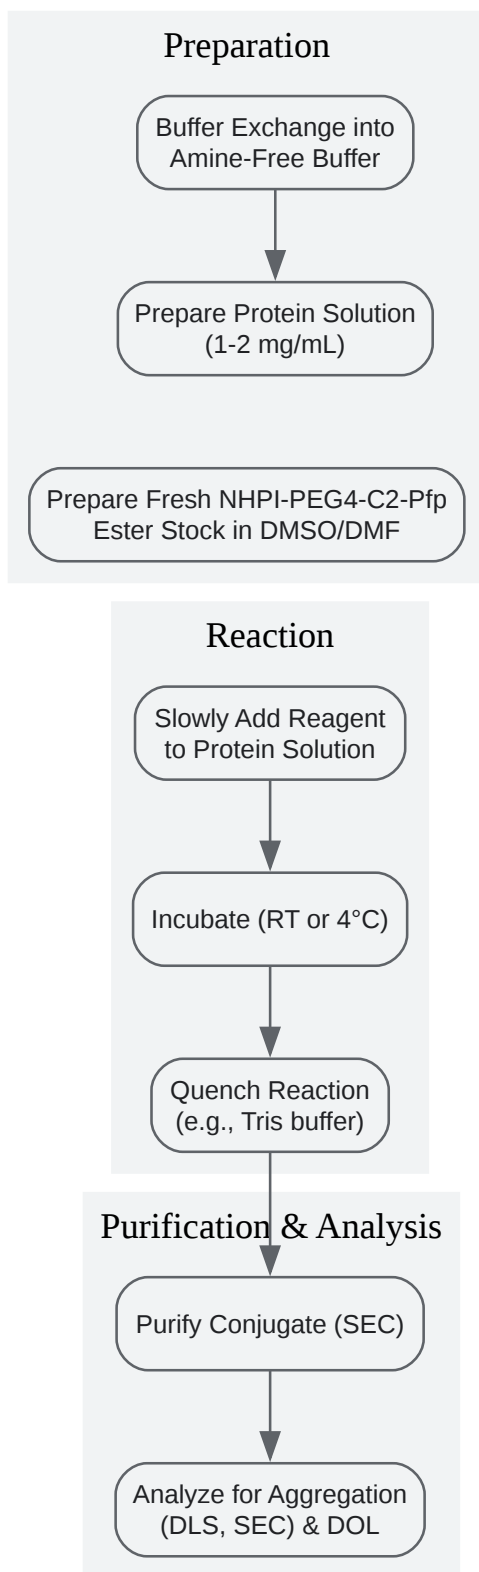 Preparation
Buffer Exchange into
Amine-Free Buffer
Prepare Protein Solution
(1-2 mg/mL)
Prepare Fresh NHPI-PEG4-C2-Pfp
Ester Stock in DMSO/DMF
Reaction
Slowly Add Reagent
to Protein Solution
Incubate (RT or 4°C)
Quench Reaction
(e.g., Tris buffer)
Purification & Analysis
Purify Conjugate (SEC)
Analyze for Aggregation
(DLS, SEC) & DOL